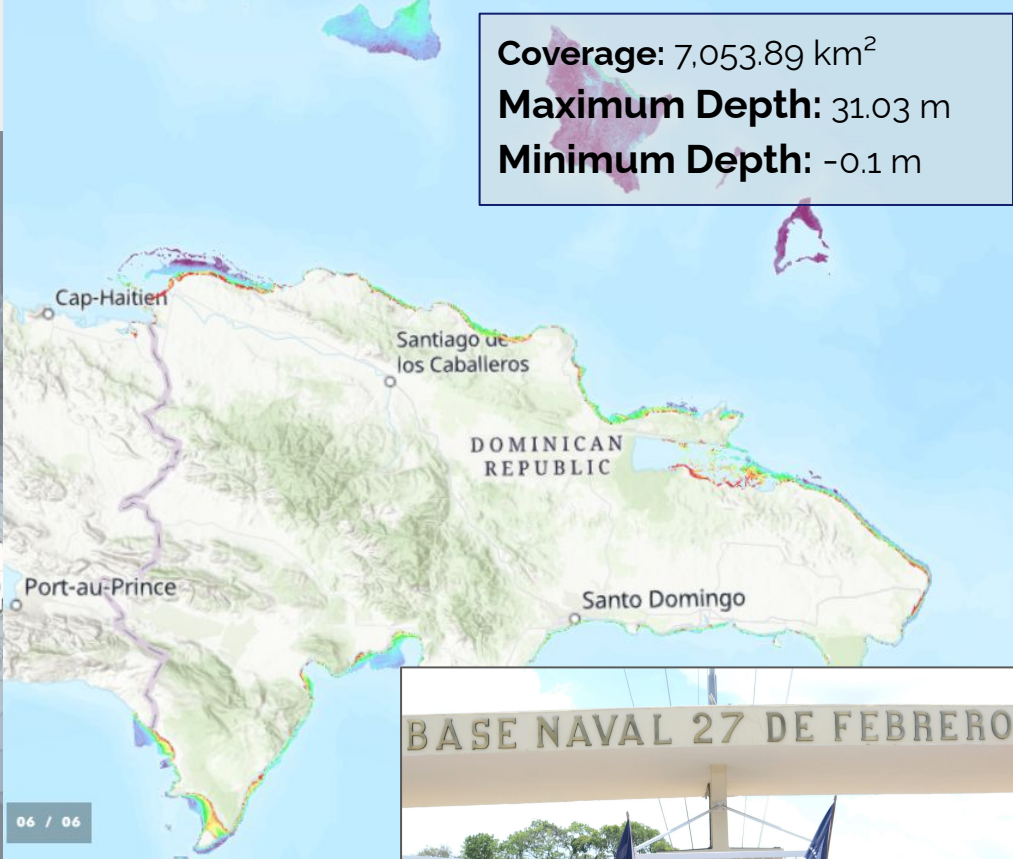 Coverage: 7,053.89 km²
Maximum Depth: 31.03 m
Minimum Depth: -0.1 m
Cap-Haitien
Santiago de
los Caballeros
DOMINICAN
REPUBLIC
Port-au-Prince
Santo Domingo
BASE NAVAL 27 DE FEBRERO
06 / 06